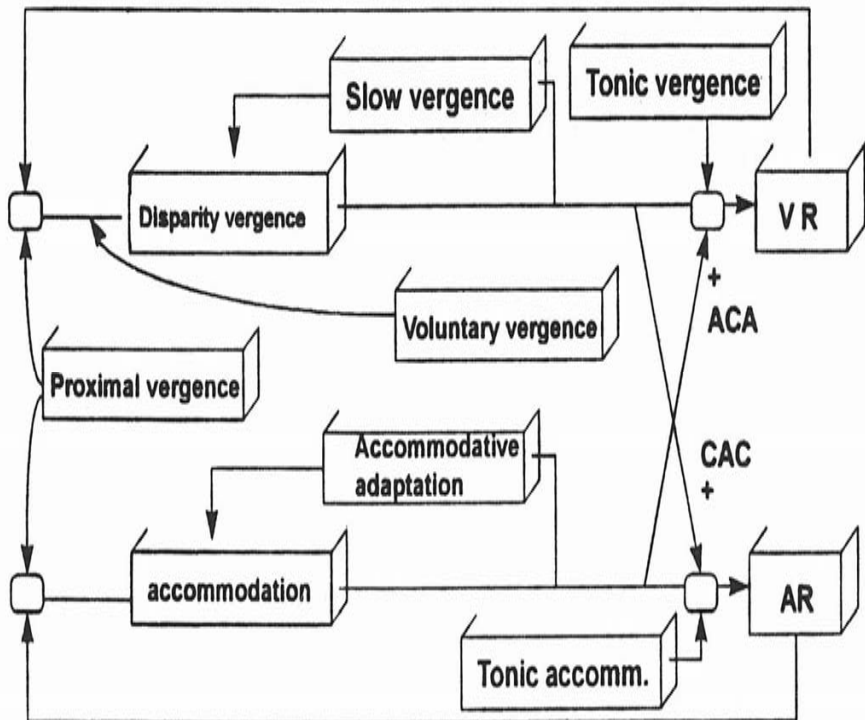 Slow vergence
Tonic vergence
Disparity vergence
V R
+
ACA
Voluntary vergence
Proximal vergence
Accommodative
adaptation
CAC
+
accommodation
AR
Tonic accomm.